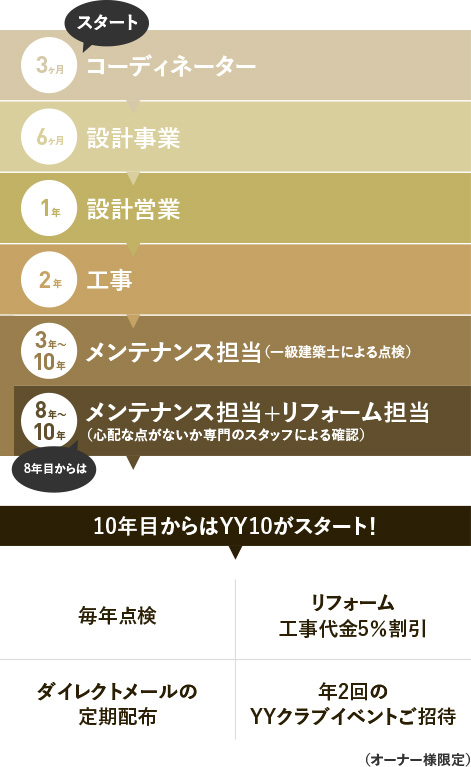 スタート
3ヶ月 コーディネーター
6ヶ月 設計事業
1年 設計営業
2年 工事
3年〜
10年
メンテナンス担当（一級建築士による点検）
8年〜
10年
メンテナンス担当＋リフォーム担当
（心配な点がないか専門のスタッフによる確認）
8年目からは
10年目からはYY10がスタート！
毎年点検
リフォーム
工事代金5%割引
ダイレクトメールの
定期配布
年2回の
YYクラブイベントご招待
（オーナー様限定）